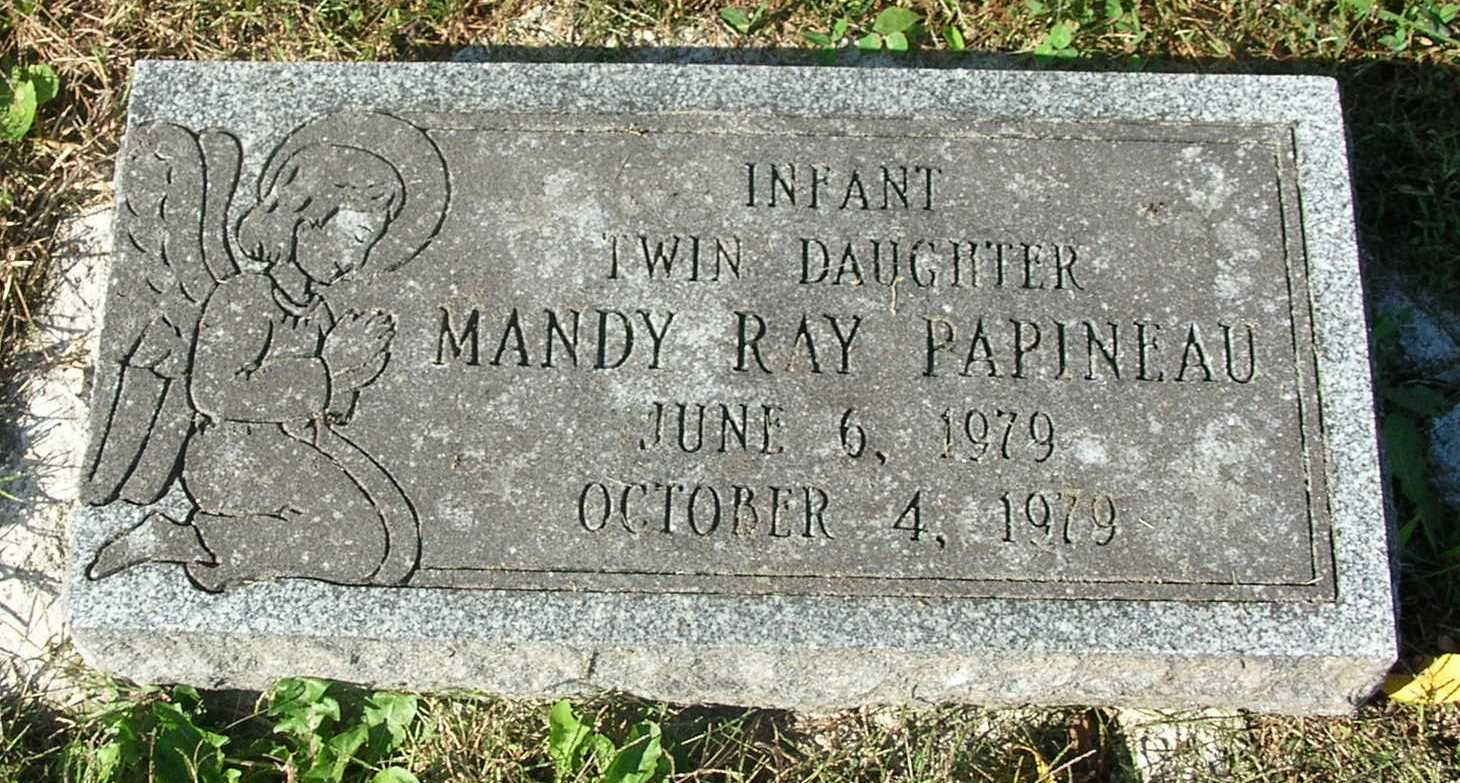 INFANT
TWIN DAUGHTER
MANDY RAY PAPINEAU
JUNE 6, 1979
OCTOBER 4, 1979